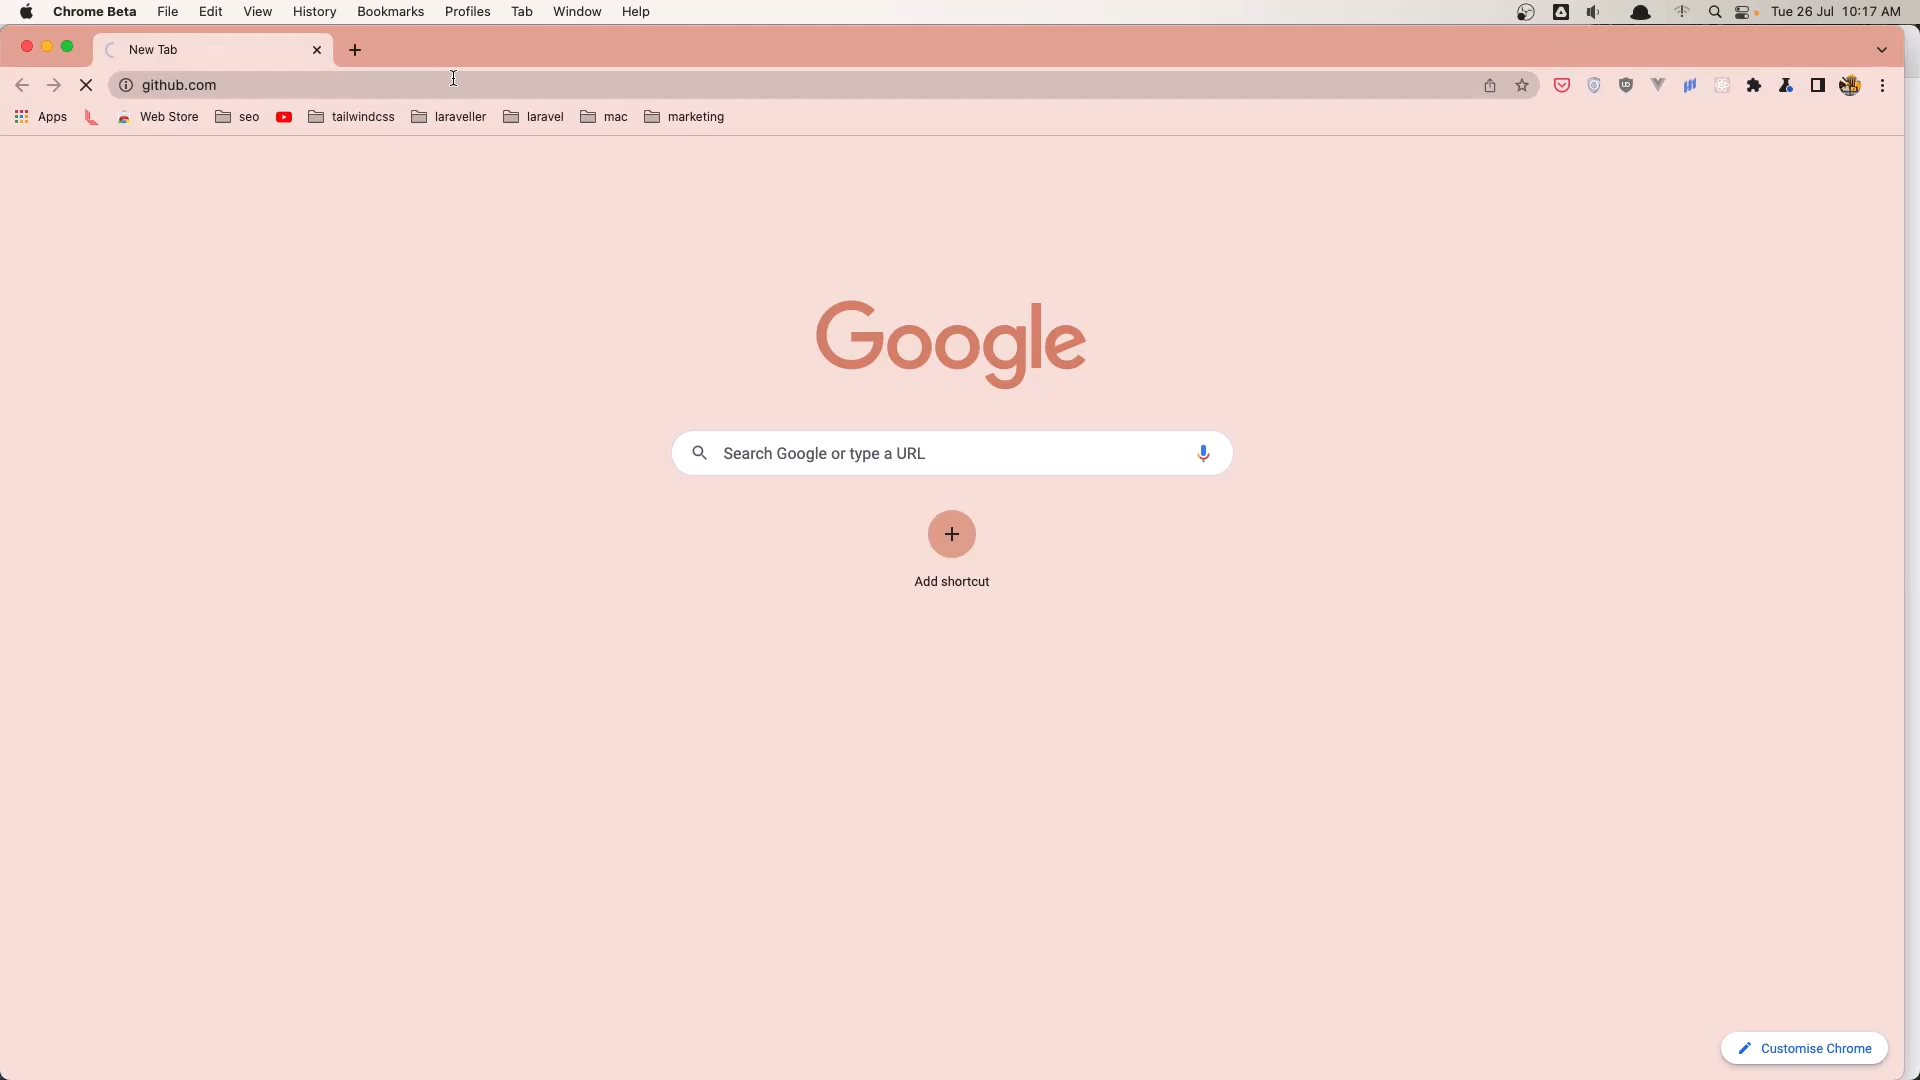 Chrome Beta File Edit View History Bookmarks Profiles Tab Window Help Tue 26 Jul 10:17 AM
New Tab
github.com
Apps Web Store seo tailwindcss laraveller laravel mac marketing
Google
Search Google or type a URL
Add shortcut
Customise Chrome